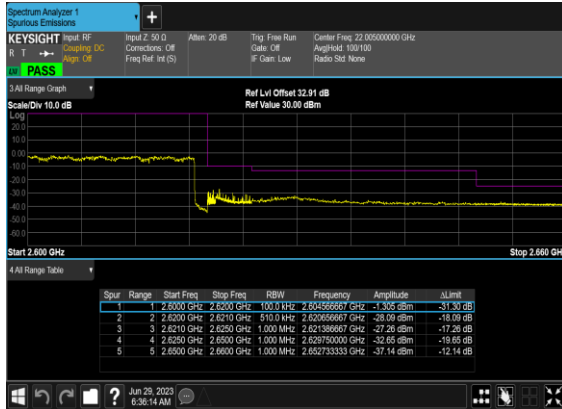 Spectrum Analyzer 1
Spurious Emissions
+
KEYSIGHT Input: RF Input Z: 50 Ω Atten: 20 dB Trig: Free Run Center Freq: 22.005000000 GHz
R T Coupling: DC Corrections: Off Gate: Off Avg|Hold: 100/100
Align: Off Freq Ref: Int (S) IF Gain: Low Radio Std: None
PASS
3 All Range Graph
Ref Lvl Offset 32.91 dB
Scale/Div 10.0 dB Ref Value 30.00 dBm
Log
20.0
10.0
0.00
-10.0
-20.0
-30.0
-40.0
-50.0
-60.0
Start 2.600 GHz Stop 2.660 GHz
4 All Range Table
Spur Range Start Freq Stop Freq RBW Frequency Amplitude ΔLimit
1 1 2.6000 GHz 2.6200 GHz 100.0 kHz 2.604566667 GHz -1.305 dBm -31.30 dB
2 2 2.6200 GHz 2.6210 GHz 510.0 kHz 2.620656667 GHz -28.09 dBm -18.09 dB
3 3 2.6210 GHz 2.6250 GHz 1.000 MHz 2.621386667 GHz -27.26 dBm -17.26 dB
4 4 2.6250 GHz 2.6500 GHz 1.000 MHz 2.629750000 GHz -32.65 dBm -19.65 dB
5 5 2.6500 GHz 2.6600 GHz 1.000 MHz 2.652733333 GHz -37.14 dBm -12.14 dB
? Jun 29, 2023
6:36:14 AM